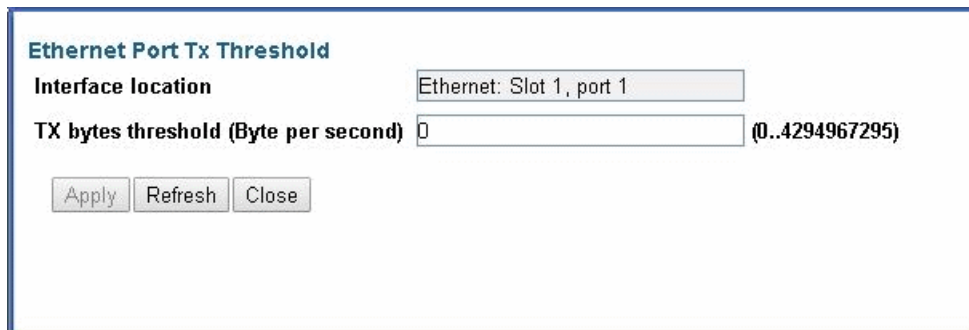 Ethernet Port Tx Threshold
Interface location Ethernet: Slot 1, port 1
TX bytes threshold (Byte per second) 0 (0..4294967295)
Apply Refresh Close